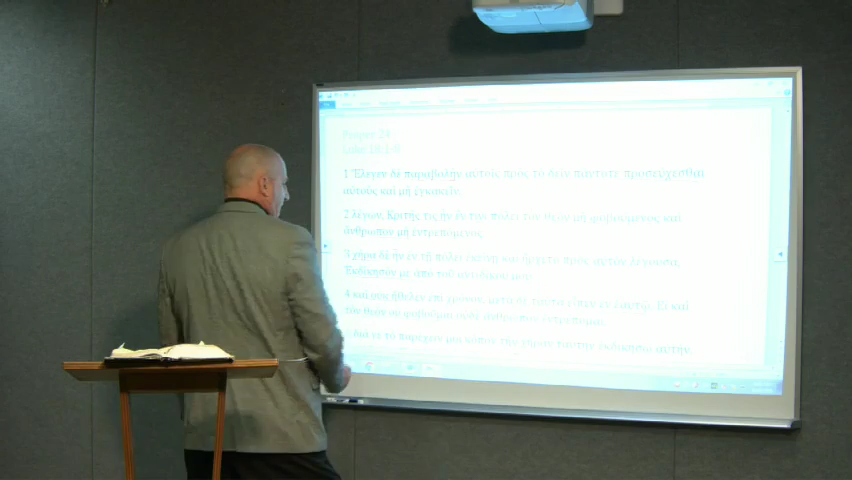 Luke 18:1-8
1 Ἔλεγεν δὲ παραβολὴν αὐτοῖς πρὸς τὸ δεῖν πάντοτε προσεύχεσθαι
αὐτοὺς καὶ μὴ ἐγκακεῖν,
2 λέγων, Κριτής τις ἦν ἔν τινι πόλει τὸν θεὸν μὴ φοβούμενος καὶ
ἄνθρωπον μὴ ἐντρεπόμενος.
3 χήρα δὲ ἦν ἐν τῇ πόλει ἐκείνῃ καὶ ἤρχετο πρὸς αὐτὸν λέγουσα,
Ἐκδίκησόν με ἀπὸ τοῦ ἀντιδίκου μου.
4 καὶ οὐκ ἤθελεν ἐπὶ χρόνον, μετὰ δὲ ταῦτα εἶπεν ἐν ἑαυτῷ, Εἰ καὶ
τὸν θεὸν οὐ φοβοῦμαι οὐδὲ ἄνθρωπον ἐντρέπομαι,
διά γε τὸ παρέχειν μοι κόπον τὴν χήραν ταύτην ἐκδικήσω αὐτήν,